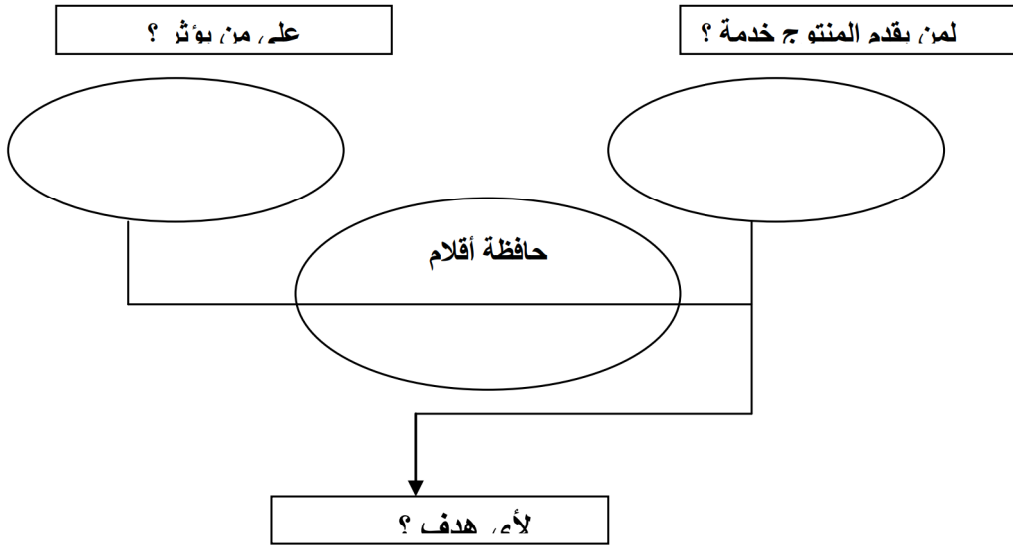 لمن يقدم المنتوج خدمة ؟
على من يؤثر ؟
حافظة أقلام
لأي هدف ؟